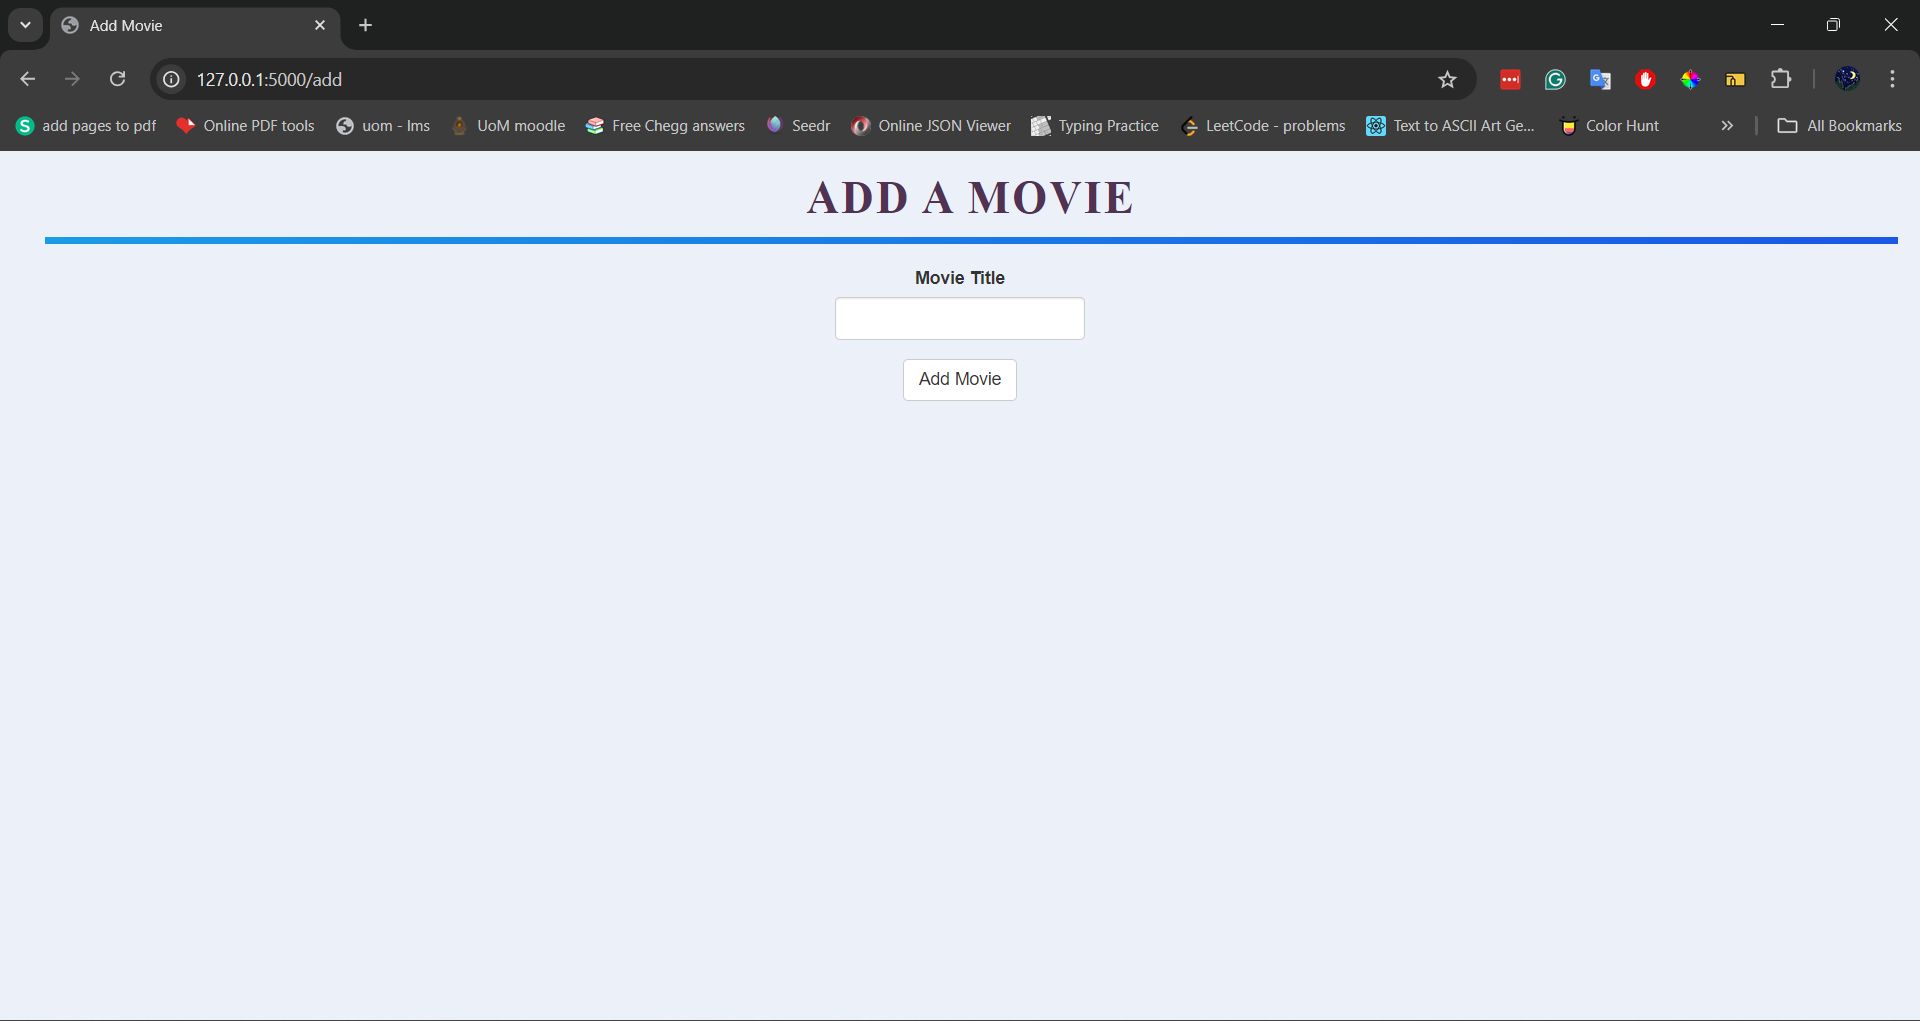 Add Movie
127.0.0.1:5000/add
add pages to pdf Online PDF tools uom - lms UoM moodle Free Chegg answers Seedr Online JSON Viewer Typing Practice LeetCode - problems Text to ASCII Art Ge... Color Hunt All Bookmarks
ADD A MOVIE
Movie Title
Add Movie